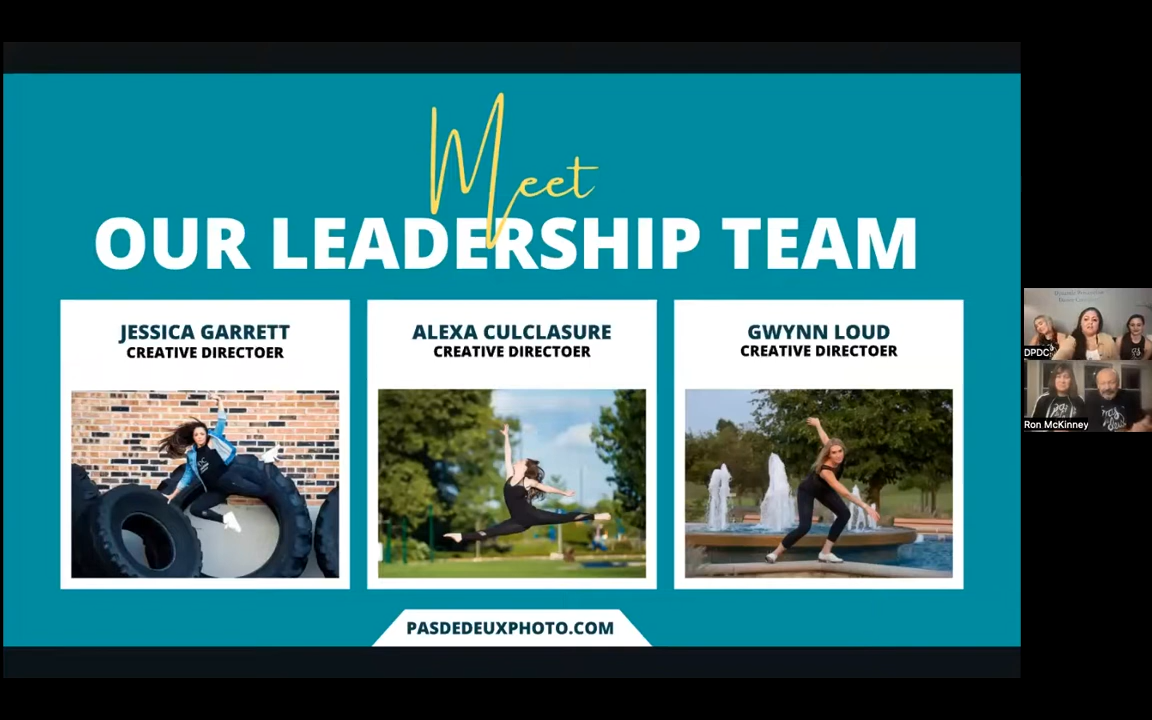 Meet
OUR LEADERSHIP TEAM
JESSICA GARRETT
CREATIVE DIRECTOER
ALEXA CULCLASURE
CREATIVE DIRECTOER
GWYNN LOUD
CREATIVE DIRECTOER
PASDEDEUXPHOTO.COM
DPDC
Ron McKinney